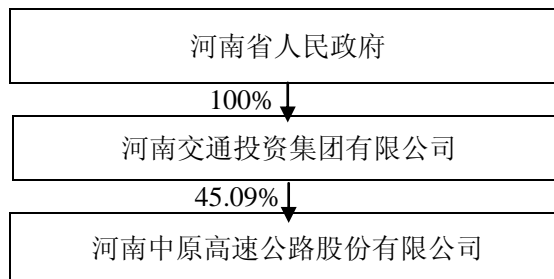 河南省人民政府
100%
河南交通投资集团有限公司
45.09%
河南中原高速公路股份有限公司